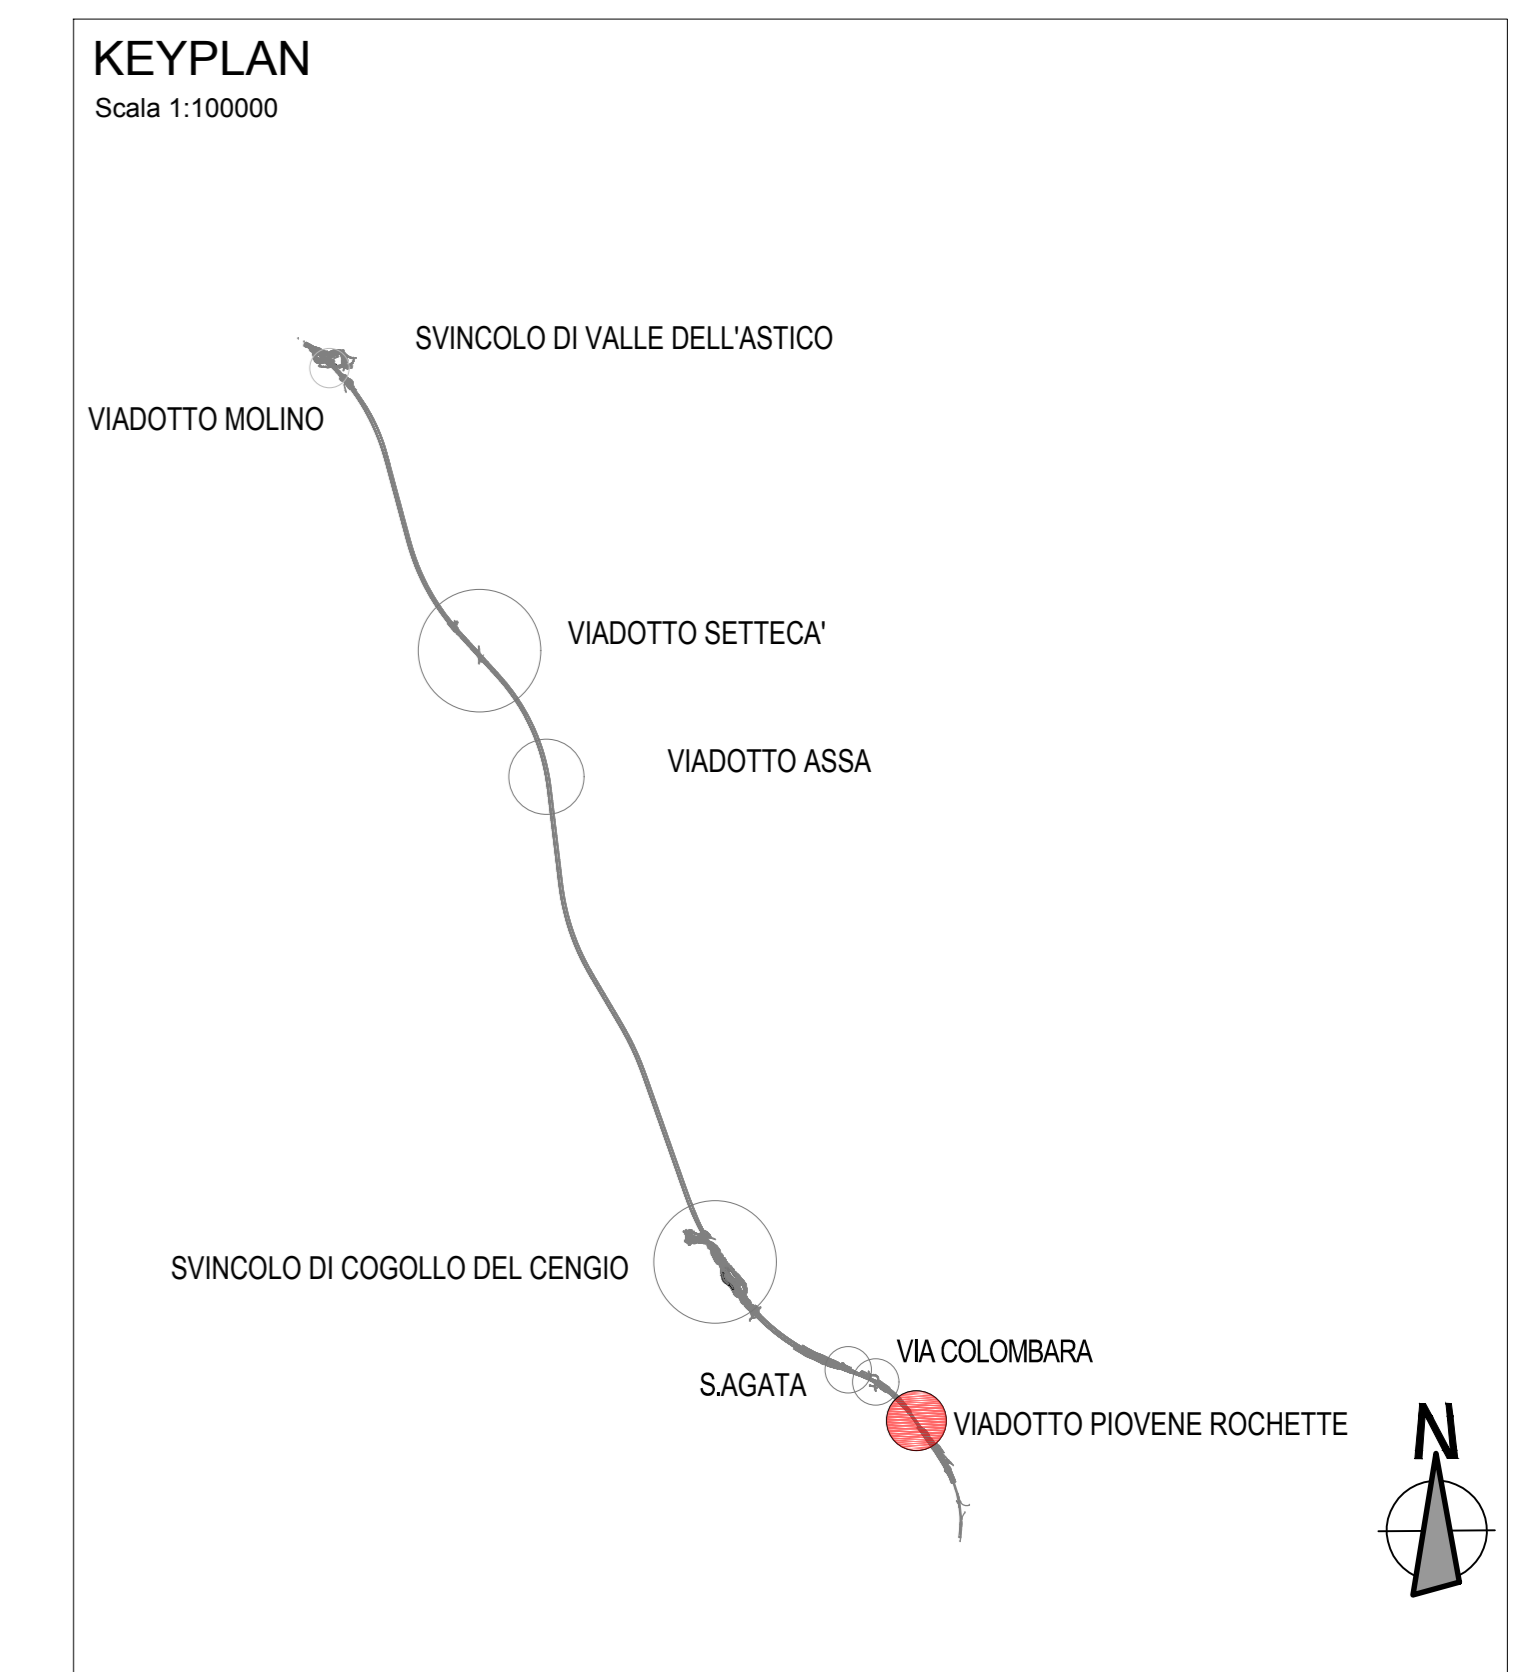 KEYPLAN
Scala 1:100000
SVINCOLO DI VALLE DELL'ASTICO
VIADOTTO MOLINO
VIADOTTO SETTECA'
VIADOTTO ASSA
SVINCOLO DI COGOLLO DEL CENGIO
VIA COLOMBARA
S.AGATA
VIADOTTO PIOVENE ROCHETTE
N